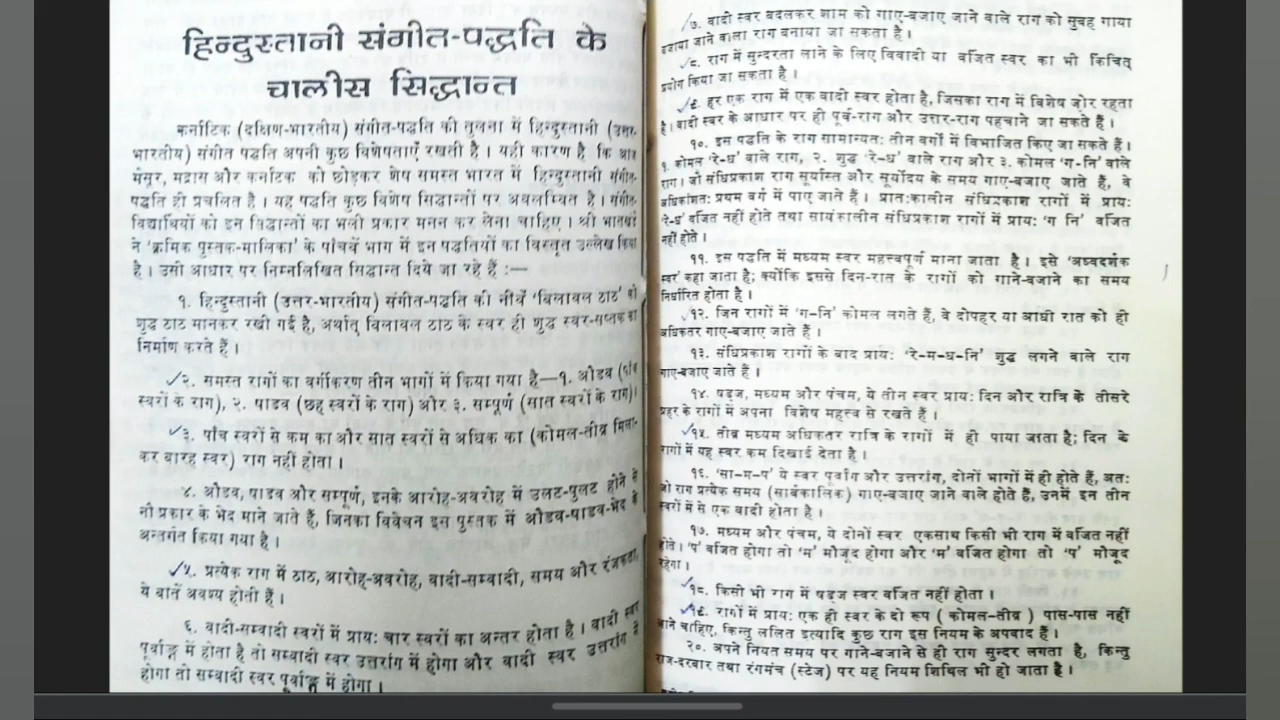 हिन्दुस्तानी संगीत-पद्धति के
चालीस सिद्धान्त
कर्नाटिक (दक्षिण-भारतीय) संगीत-पद्धति की तुलना में हिन्दुस्तानी (उत्तर-
भारतीय) संगीत पद्धति अपनी कुछ विशेषताएँ रखती है । यही कारण है कि आज
मैसूर, मद्रास और कर्नाटक को छोड़कर शेष समस्त भारत में हिन्दुस्तानी संगीत-
पद्धति ही प्रचलित है । यह पद्धति कुछ विशेष सिद्धान्तों पर अवलम्बित है । संगीत-
विद्यार्थियों को इन सिद्धान्तों का भली प्रकार मनन कर लेना चाहिए । श्री भातखंडे
ने 'क्रमिक पुस्तक-मालिका' के पाँचवें भाग में इन पद्धतियों का विस्तृत उल्लेख किया
है । उसी आधार पर निम्नलिखित सिद्धान्त दिये जा रहे हैं :—
१. हिन्दुस्तानी (उत्तर-भारतीय) संगीत-पद्धति की नींवें 'बिलावल ठाठ' को
शुद्ध ठाठ मानकर रखी गई है, अर्थात् बिलावल ठाठ के स्वर ही शुद्ध स्वर-सप्तक का
निर्माण करते हैं ।
२. समस्त रागों का वर्गीकरण तीन भागों में किया गया है—१. औडव (पाँच
स्वरों के राग), २. षाडव (छह स्वरों के राग) और ३. सम्पूर्ण (सात स्वरों के राग)।
३. पाँच स्वरों से कम का और सात स्वरों से अधिक का (कोमल-तीव्र मिला-
कर बारह स्वर) राग नहीं होता ।
४. औडव, षाडव और सम्पूर्ण, इनके आरोह-अवरोह में उलट-पुलट होने से
नौ प्रकार के भेद माने जाते हैं, जिनका विवेचन इस पुस्तक में औडव-षाडव-भेद के
अन्तर्गत किया गया है ।
५. प्रत्येक राग में ठाठ, आरोह-अवरोह, वादी-सम्वादी, समय और रंजकता,
ये बातें अवश्य होती हैं ।
६. वादी-सम्वादी स्वरों में प्रायः चार स्वरों का अन्तर होता है । वादी स्वर
पूर्वाङ्ग में होता है तो सम्वादी स्वर उत्तरांग में होगा और वादी स्वर उत्तरांग में
होगा तो सम्वादी स्वर पूर्वाङ्ग में होगा ।
७. वादी स्वर बदलकर शाम को गाए-बजाए जाने वाले राग को सुबह गाया
बजाया जाने वाला राग बनाया जा सकता है ।
८. राग में सुन्दरता लाने के लिए विवादी या वर्जित स्वर का भी किंचित्
प्रयोग किया जा सकता है ।
९. हर एक राग में एक वादी स्वर होता है, जिसका राग में विशेष ज़ोर रहता
है । वादी स्वर के आधार पर ही पूर्व-राग और उत्तर-राग पहचाने जा सकते हैं ।
१०. इस पद्धति के राग सामान्यतः तीन वर्गों में विभाजित किए जा सकते हैं ।
१. कोमल 'रे-ध' वाले राग, २. शुद्ध 'रे-ध' वाले राग और ३. कोमल 'ग-नि' वाले
राग । जो संधिप्रकाश राग सूर्यास्त और सूर्योदय के समय गाए-बजाए जाते हैं, वे
अधिकांशतः प्रथम वर्ग में पाए जाते हैं । प्रातःकालीन संधिप्रकाश रागों में प्रायः
'रे-ध' वर्जित नहीं होते तथा सायंकालीन संधिप्रकाश रागों में प्रायः 'ग नि' वर्जित
नहीं होते ।
११. इस पद्धति में मध्यम स्वर महत्त्वपूर्ण माना जाता है । इसे 'अध्वदर्शक
स्वर' कहा जाता है; क्योंकि इससे दिन-रात के रागों को गाने-बजाने का समय
निर्धारित होता है ।
१२. जिन रागों में 'ग-नि' कोमल लगते हैं, वे दोपहर या आधी रात को ही
अधिकतर गाए-बजाए जाते हैं ।
१३. संधिप्रकाश रागों के बाद प्रायः 'रे-म-ध-नि' शुद्ध लगने वाले राग
गाए-बजाए जाते हैं ।
१४. षड्ज, मध्यम और पंचम, ये तीन स्वर प्रायः दिन और रात्रि के तीसरे
प्रहर के रागों में अपना विशेष महत्त्व से रखते हैं ।
१५. तीव्र मध्यम अधिकतर रात्रि के रागों में ही पाया जाता है; दिन के
रागों में यह स्वर कम दिखाई देता है ।
१६. 'सा-म-प' ये स्वर पूर्वांग और उत्तरांग, दोनों भागों में ही होते हैं, अतः
जो राग प्रत्येक समय (सार्वकालिक) गाए-बजाए जाने वाले होते हैं, उनमें इन तीन
स्वरों में से एक वादी होता है ।
१७. मध्यम और पंचम, ये दोनों स्वर एकसाथ किसी भी राग में वर्जित नहीं
होते । 'प' वर्जित होगा तो 'म' मौजूद होगा और 'म' वर्जित होगा तो 'प' मौजूद
रहेगा ।
१८. किसी भी राग में षड्ज स्वर वर्जित नहीं होता ।
१९. रागों में प्रायः एक ही स्वर के दो रूप ( कोमल-तीव्र ) पास-पास नहीं
आने चाहिए, किन्तु ललित इत्यादि कुछ राग इस नियम के अपवाद हैं ।
२०. अपने नियत समय पर गाने-बजाने से ही राग सुन्दर लगता है, किन्तु
राज-दरबार तथा रंगमंच (स्टेज) पर यह नियम शिथिल भी हो जाता है ।